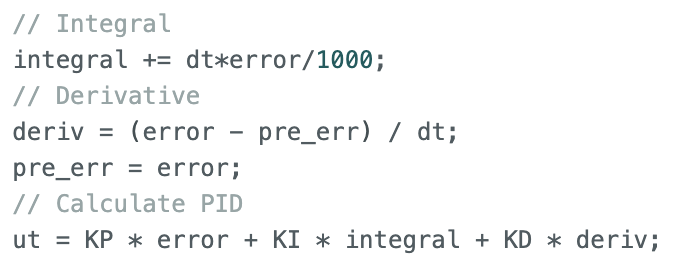 // Integral
integral += dt*error/1000;
// Derivative
deriv = (error - pre_err) / dt;
pre_err = error;
// Calculate PID
ut = KP * error + KI * integral + KD * deriv;